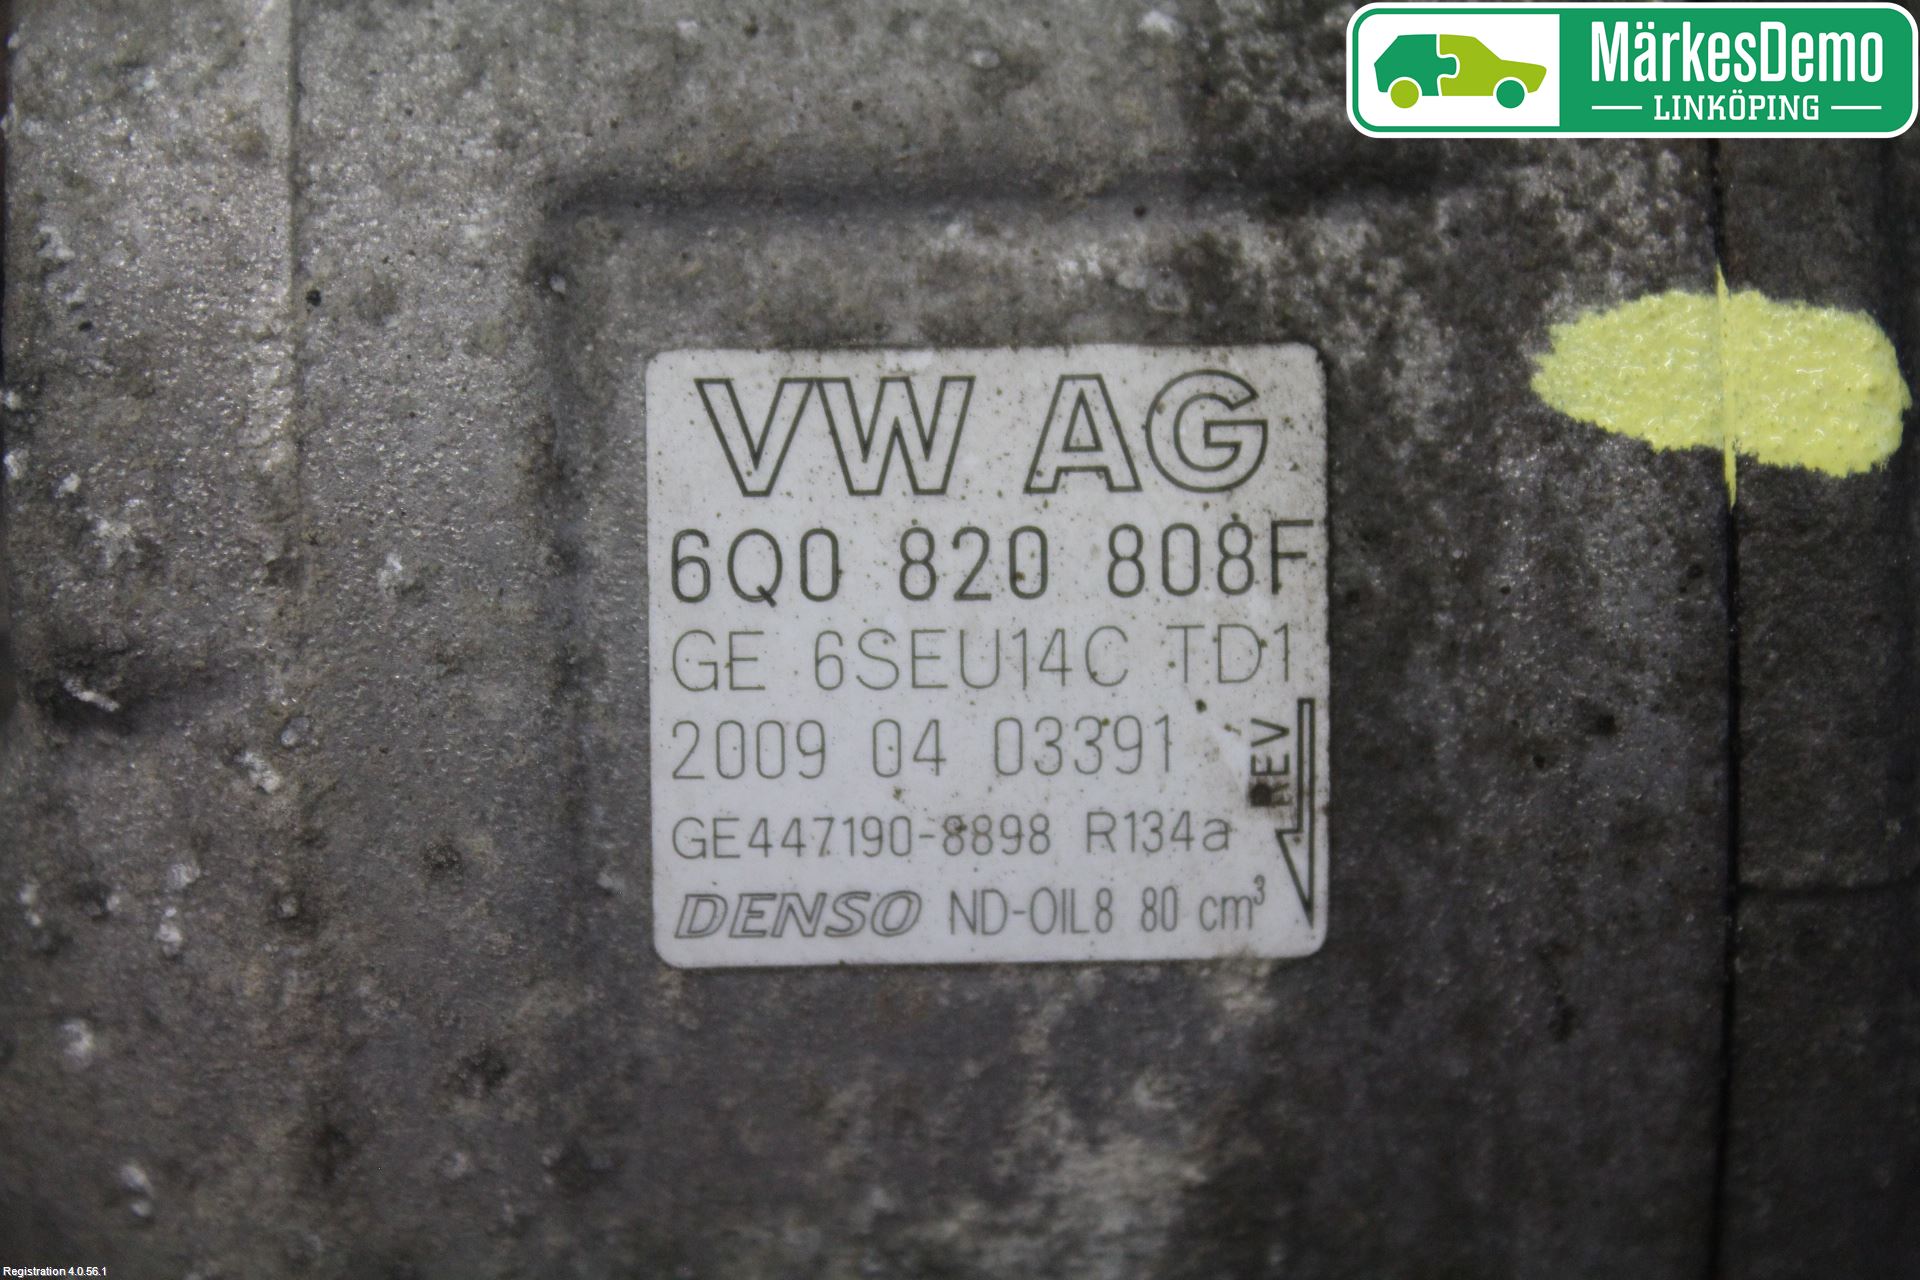 MärkesDemo
LINKÖPING
VW AG
6Q0 820 808F
GE 6SEU14C TD1
2009 04 03391
REV
GE447190-8898 R134a
DENSO ND-OIL8 80 cm³
Registration 4.0.56.1